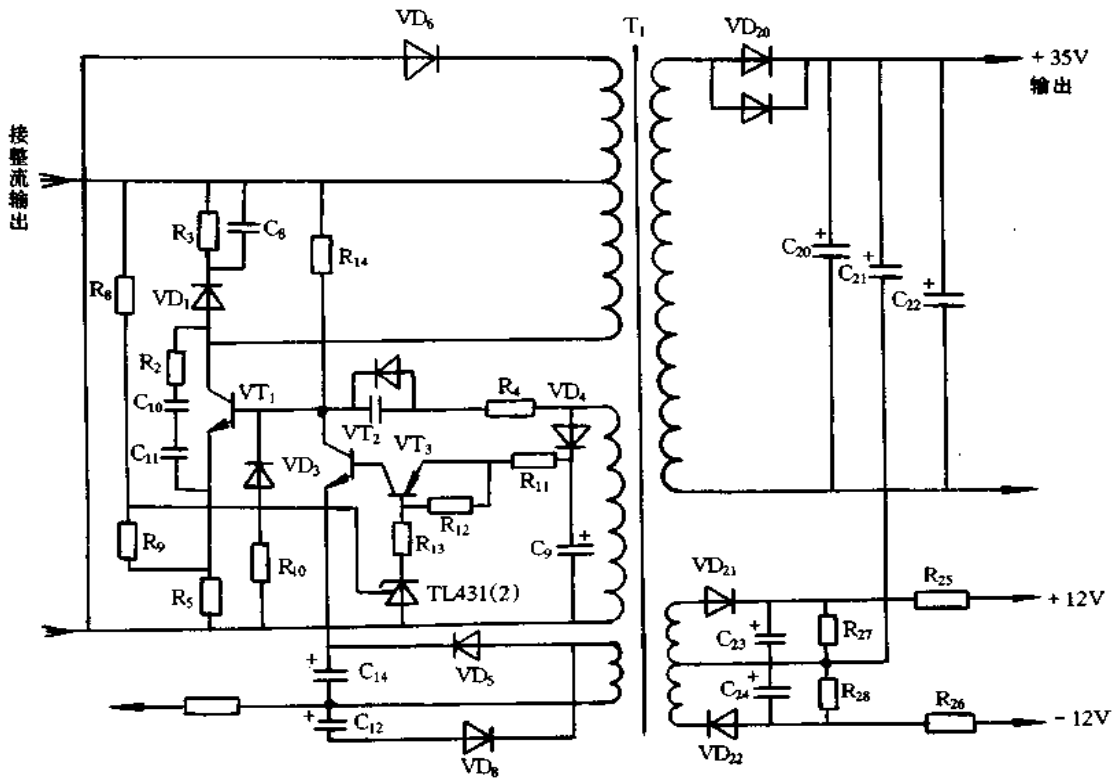 VD₆
T₁
VD₂₀
+35V
输出
接整流输出
R₃
C₈
R₁₄
C₂₀
C₂₁
C₂₂
R₈
VD₁
R₂
C₁₀
C₁₁
VT₁
VT₂
R₄
VD₄
VT₃
VD₃
R₁₁
R₁₂
R₁₃
C₉
R₉
R₅
R₁₀
TL431(2)
VD₂₁
R₂₅
+12V
C₂₃
R₂₇
C₁₄
VD₅
C₂₄
R₂₈
R₂₆
-12V
C₁₂
VD₈
VD₂₂